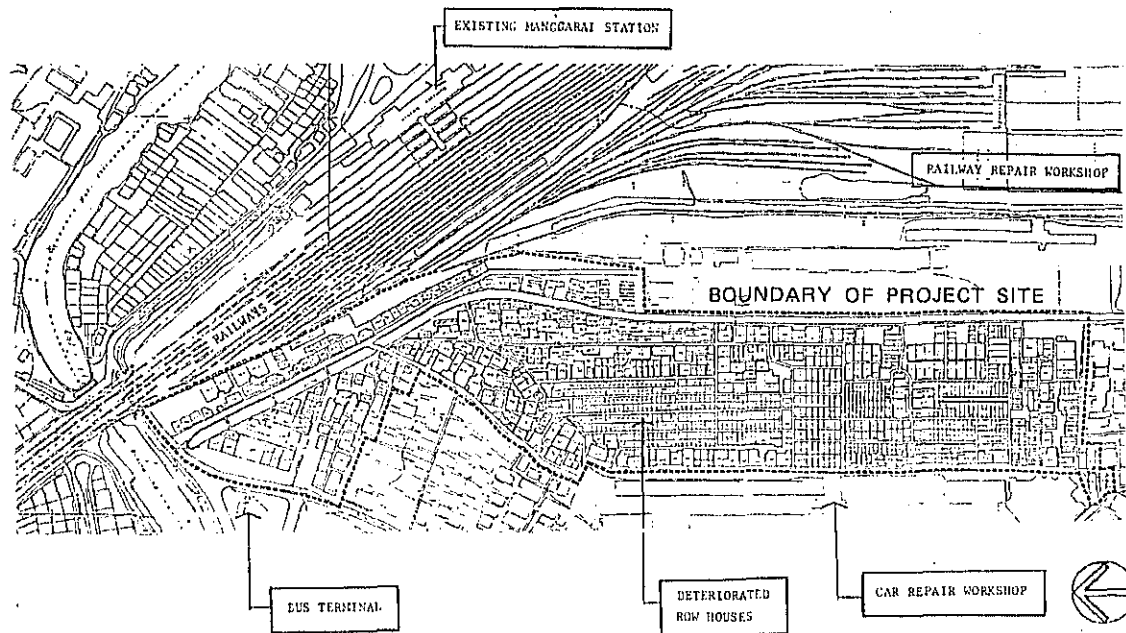 EXISTING MANGGARAI STATION
RAILWAY REPAIR WORKSHOP
BOUNDARY OF PROJECT SITE
RAILWAYS
BUS TERMINAL
DETERIORATED
ROW HOUSES
CAR REPAIR WORKSHOP